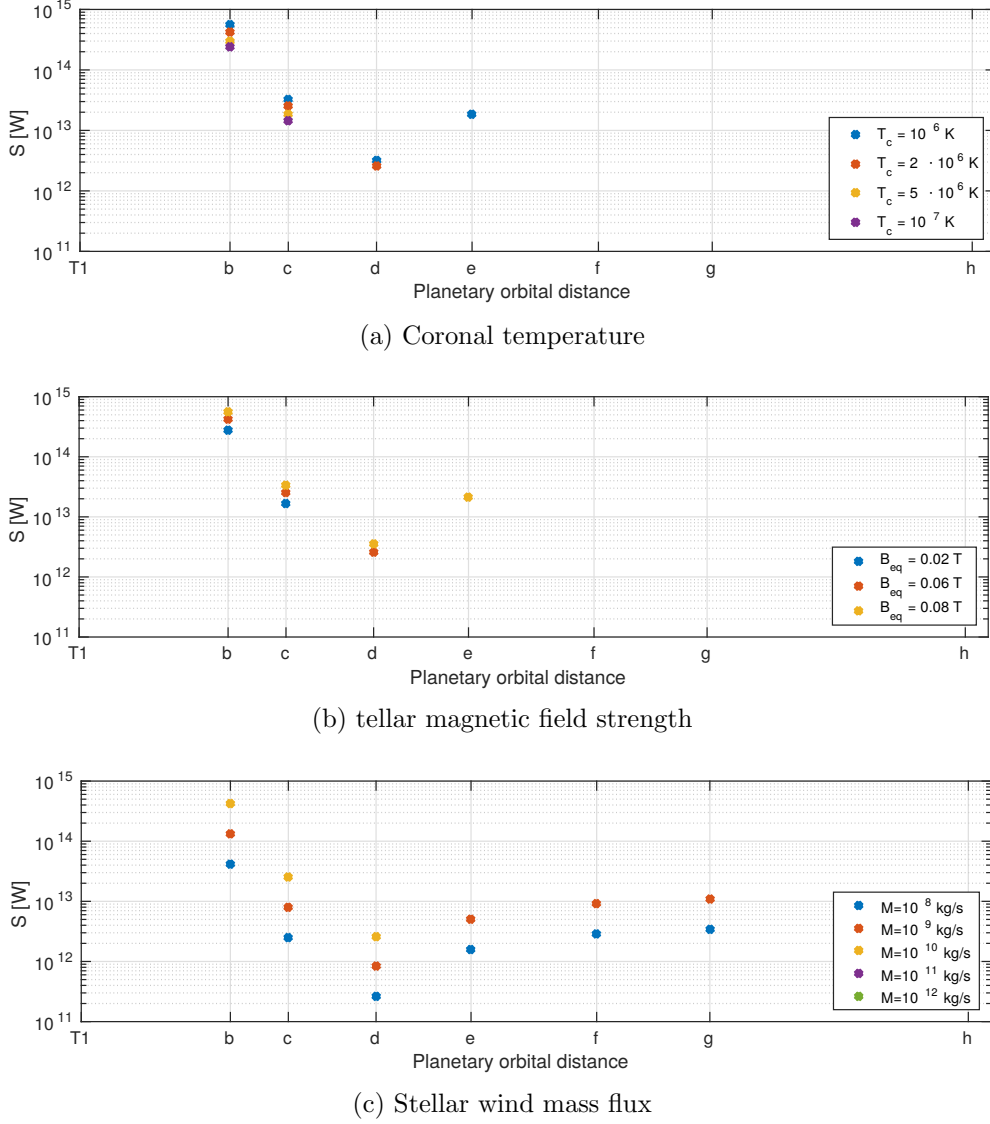 10 15
10 14
10 13
10 12
10 11
S [W]
T_c = 10 6 K
T_c = 2 · 10 6 K
T_c = 5 · 10 6 K
T_c = 10 7 K
T1 b c d e f g h
Planetary orbital distance
(a) Coronal temperature
10 15
10 14
10 13
10 12
10 11
S [W]
B_eq = 0.02 T
B_eq = 0.06 T
B_eq = 0.08 T
T1 b c d e f g h
Planetary orbital distance
(b) tellar magnetic field strength
10 15
10 14
10 13
10 12
10 11
S [W]
M=10 8 kg/s
M=10 9 kg/s
M=10 10 kg/s
M=10 11 kg/s
M=10 12 kg/s
T1 b c d e f g h
Planetary orbital distance
(c) Stellar wind mass flux